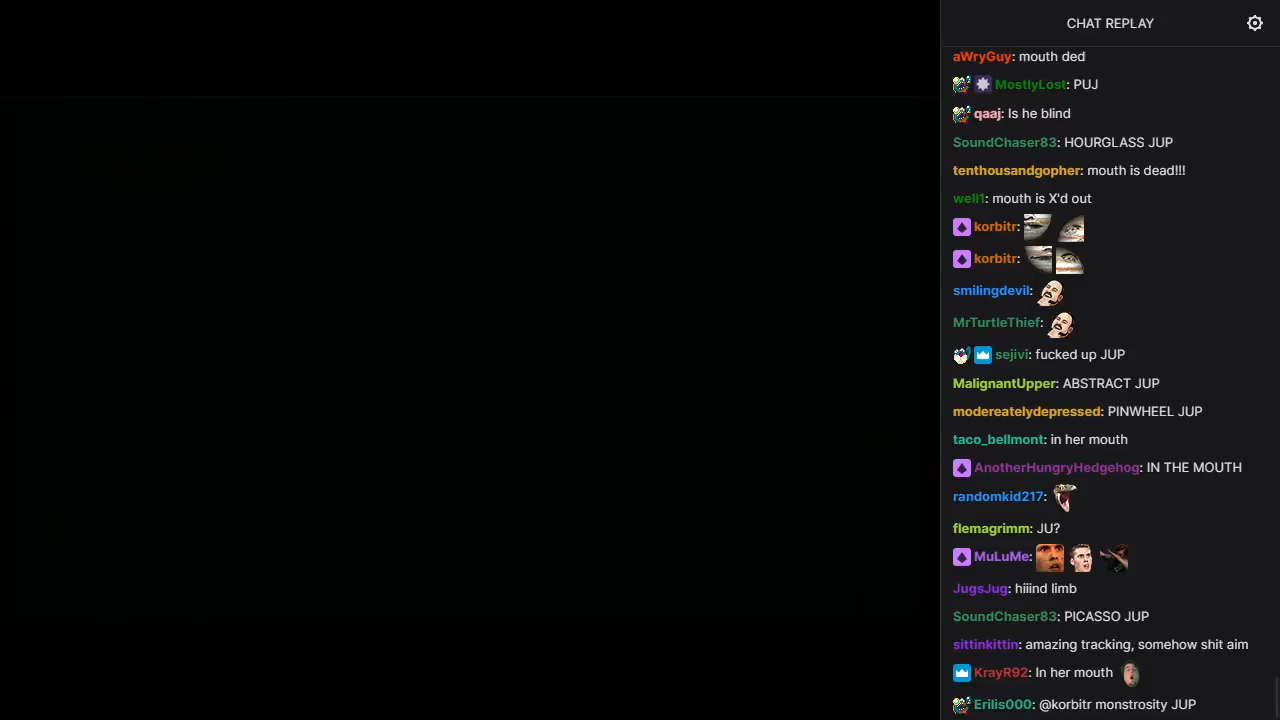 CHAT REPLAY
aWryGuy: mouth ded
MostlyLost: PUJ
qaaj: Is he blind
SoundChaser83: HOURGLASS JUP
tenthousandgopher: mouth is dead!!!
well1: mouth is X'd out
korbitr:
korbitr:
smilingdevil:
MrTurtleThief:
sejivi: fucked up JUP
MalignantUpper: ABSTRACT JUP
modereatelydepressed: PINWHEEL JUP
taco_bellmont: in her mouth
AnotherHungryHedgehog: IN THE MOUTH
randomkid217:
flemagrimm: JU?
MuLuMe:
JugsJug: hiiind limb
SoundChaser83: PICASSO JUP
sittinkittin: amazing tracking, somehow shit aim
KrayR92: In her mouth
Erilis000: @korbitr monstrosity JUP